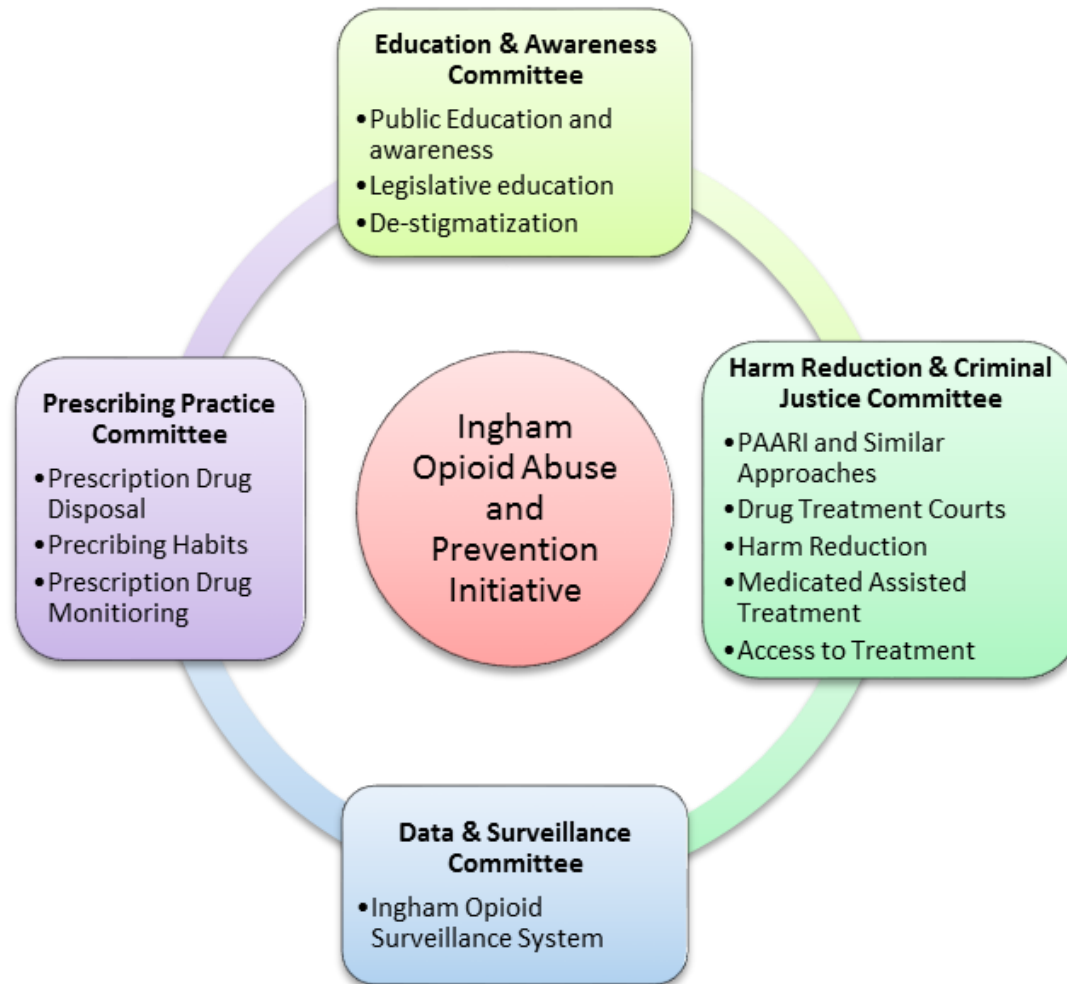 Education & Awareness
Committee
•Public Education and
awareness
•Legislative education
•De-stigmatization
Harm Reduction & Criminal
Justice Committee
•PAARI and Similar
Approaches
•Drug Treatment Courts
•Harm Reduction
•Medicated Assisted
Treatment
•Access to Treatment
Data & Surveillance
Committee
•Ingham Opioid
Surveillance System
Prescribing Practice
Committee
•Prescription Drug
Disposal
•Precribing Habits
•Prescription Drug
Monitioring
Ingham
Opioid Abuse
and
Prevention
Initiative